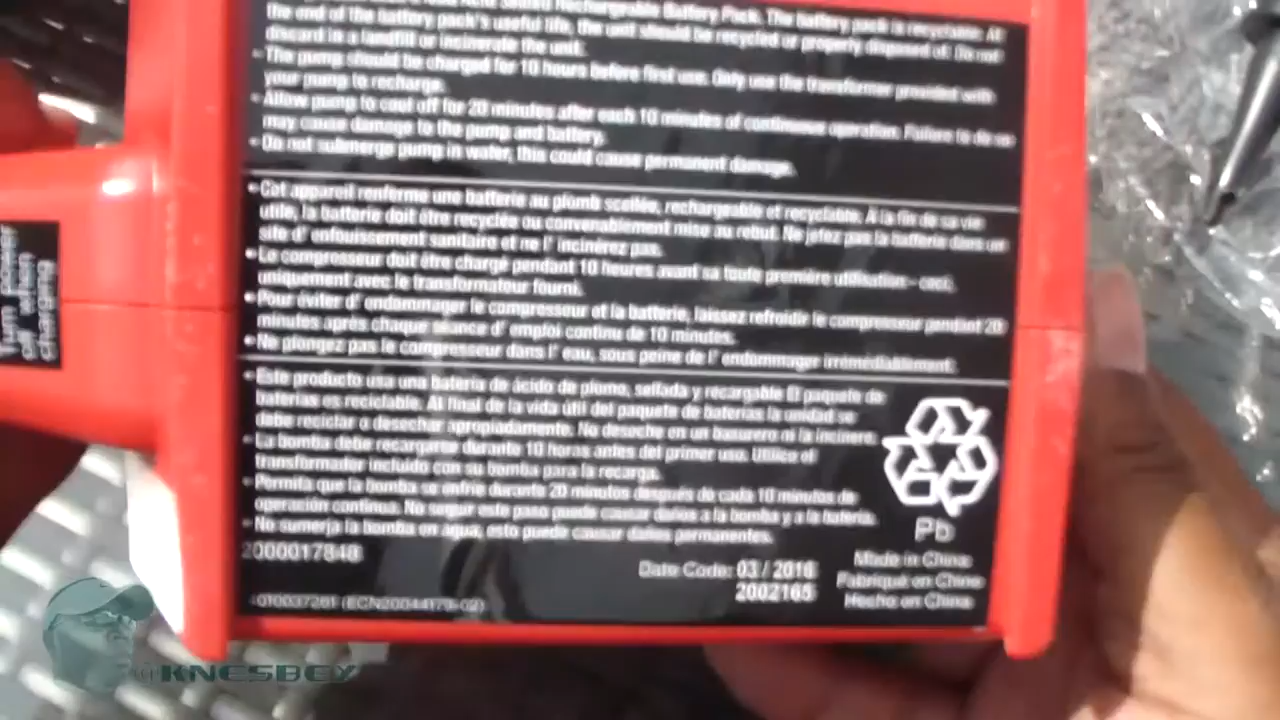 Sealed Rechargeable Battery Pack. The battery pack is recyclable. At
the end of the battery pack's useful life, the unit should be recycled or properly disposed of. Do not
discard in a landfill or incinerate the unit.
• The pump should be charged for 10 hours before first use. Only use the transformer provided with
your pump to recharge.
• Allow pump to cool off for 20 minutes after each 10 minutes of continuous operation. Failure to do so
may cause damage to the pump and battery.
• Do not submerge pump in water, this could cause permanent damage.
• Cet appareil renferme une batterie au plomb scellée, rechargeable et recyclable. À la fin de sa vie
utile, la batterie doit être recyclée ou convenablement mise au rebut. Ne jetez pas la batterie dans un
site d' enfouissement sanitaire et ne l' incinérez pas.
• Le compresseur doit être chargé pendant 10 heures avant sa toute première utilisation - ceci,
uniquement avec le transformateur fourni.
• Pour éviter d' endommager le compresseur et la batterie, laissez refroidir le compresseur pendant 20
minutes après chaque séance d' emploi continu de 10 minutes.
• Ne plongez pas le compresseur dans l' eau, sous peine de l' endommager irrémédiablement.
• Este producto usa una batería de ácido de plomo, sellada y recargable El paquete de
baterías es reciclable. Al final de la vida útil del paquete de baterías la unidad se
debe reciclar o desechar apropiadamente. No deseche en un basurero ni la incinere.
• La bomba debe recargarse durante 10 horas antes del primer uso. Utilice el
transformador incluido con su bomba para la recarga.
• Permita que la bomba se enfríe durante 20 minutos después de cada 10 minutos de
operación continua. No seguir este paso puede causar daños a la bomba y a la batería.
• No sumerja la bomba en agua, esto puede causar daños permanentes.
Pb
2000017848
Date Code: 03 / 2016
2002165
Made in China
Fabriqué en Chine
Hecho en China
010037261 (ECN20044179-02)
Turn power
off when
charging
@KNESBEY